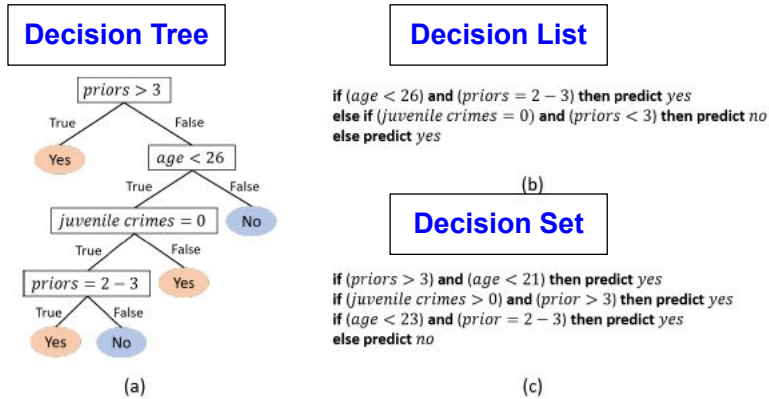 Decision Tree
priors > 3
True False
Yes
age < 26
True False
juvenile crimes = 0
No
True False
priors = 2 − 3
Yes
True False
Yes No
(a)
Decision List
if (age < 26) and (priors = 2 − 3) then predict yes
else if (juvenile crimes = 0) and (priors < 3) then predict no
else predict yes
(b)
Decision Set
if (priors > 3) and (age < 21) then predict yes
if (juvenile crimes > 0) and (prior > 3) then predict yes
if (age < 23) and (prior = 2 − 3) then predict yes
else predict no
(c)